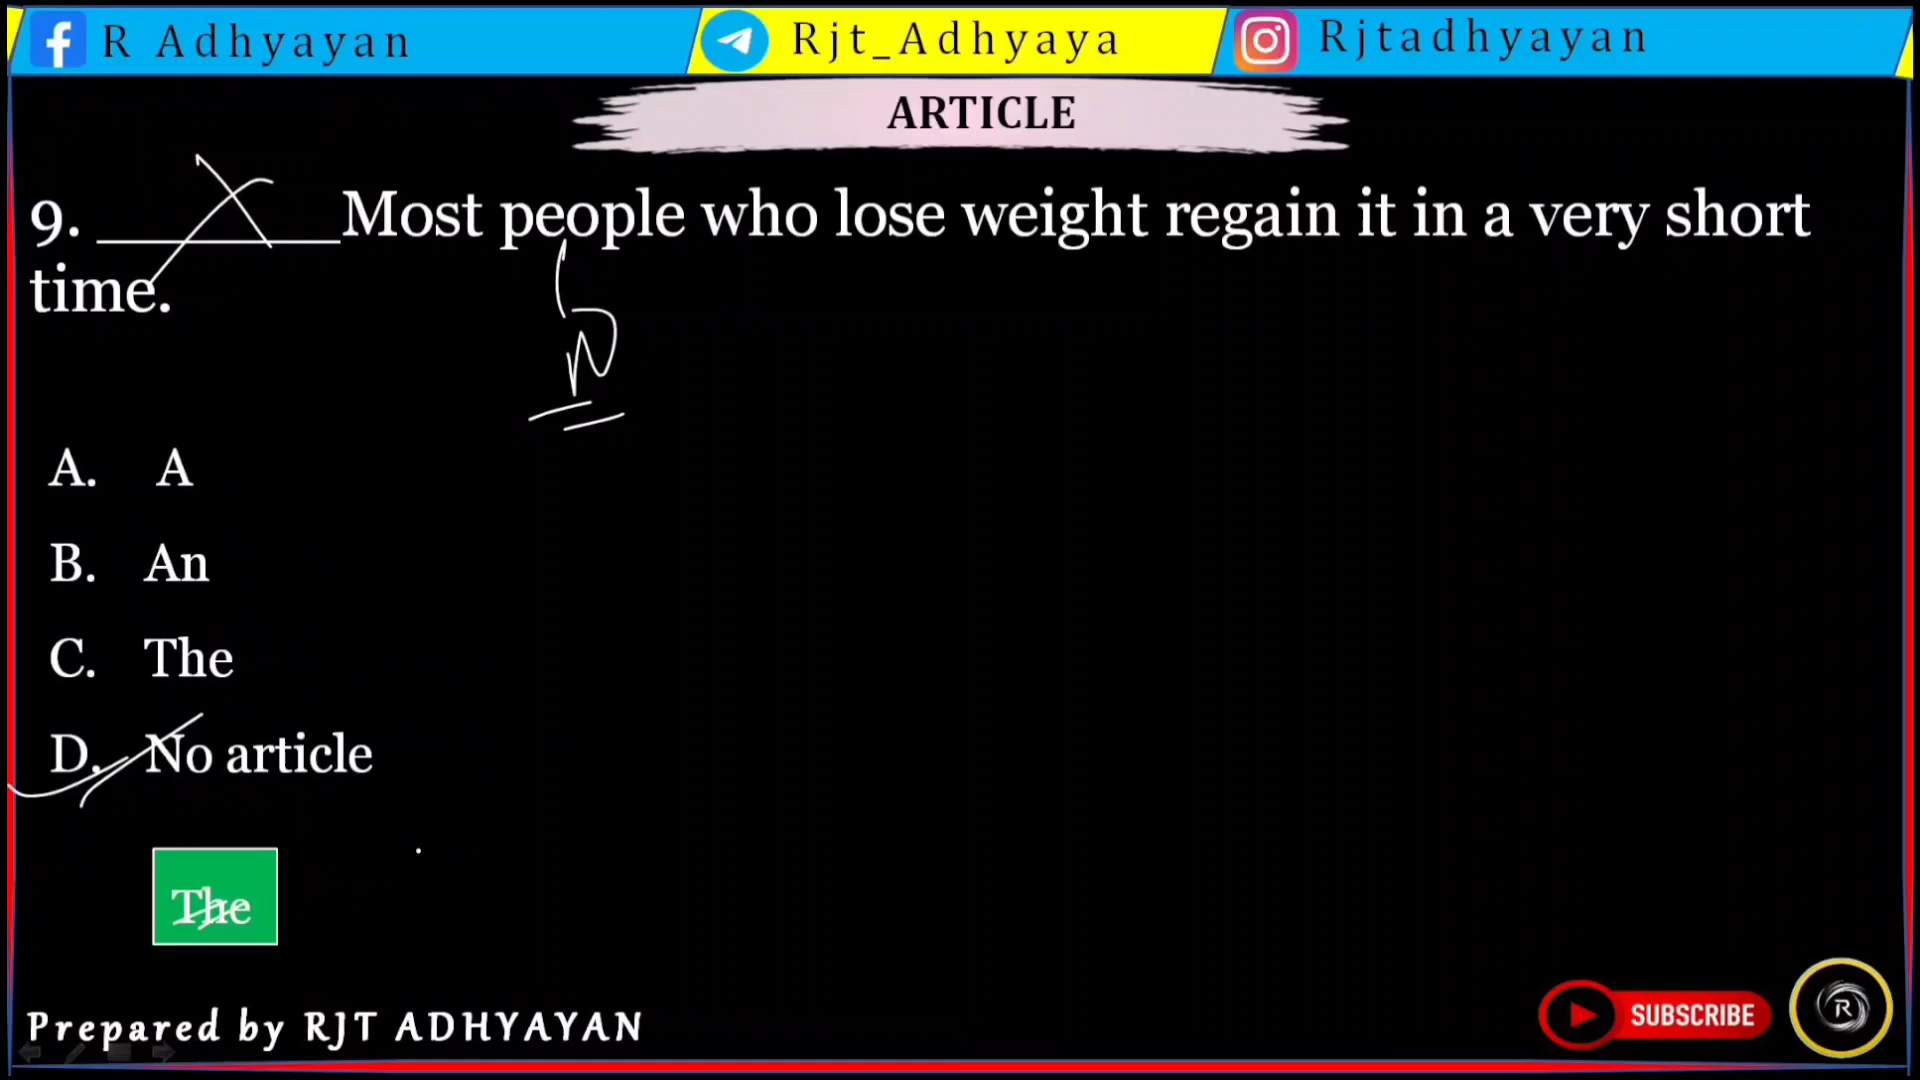 R Adhyayan
Rjt_Adhyaya
Rjtadhyayan
ARTICLE
9. ________Most people who lose weight regain it in a very short
time.
N
A. A
B. An
C. The
D. No article
The
Prepared by RJT ADHYAYAN
SUBSCRIBE
R